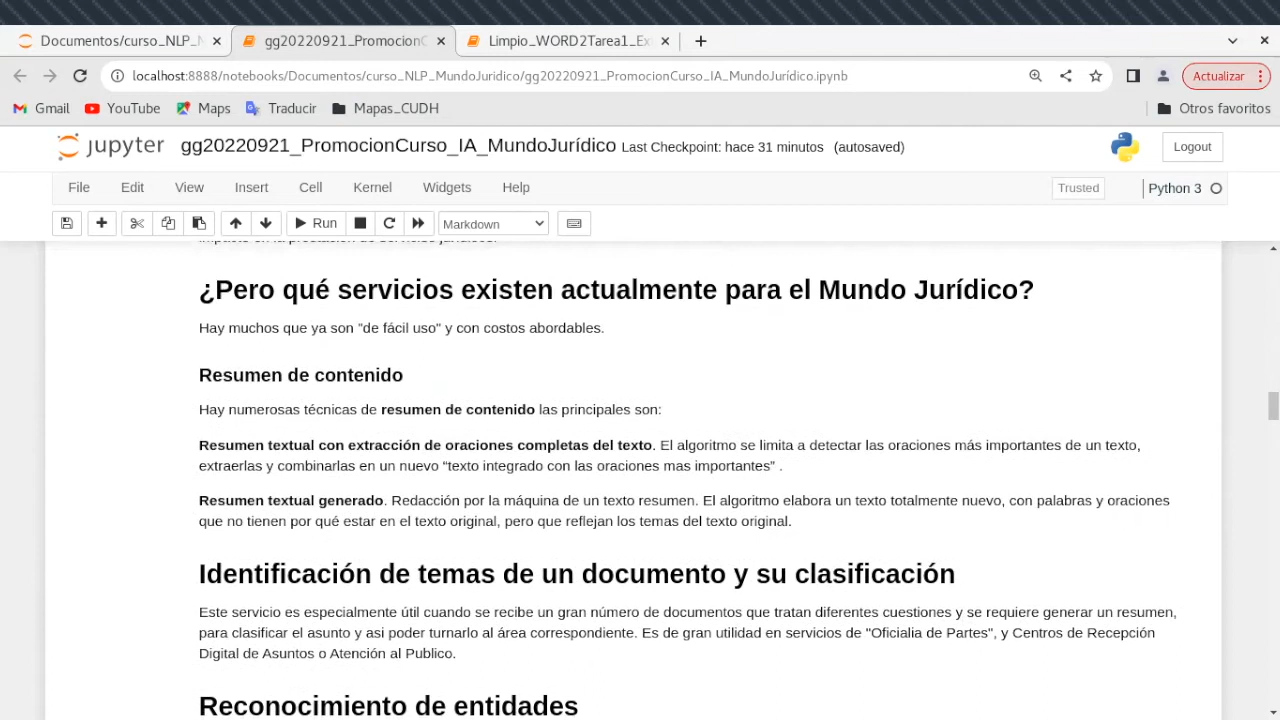 Documentos/curso_NLP_N
gg20220921_PromocionC
Limpio_WORD2Tarea1_Ex
localhost:8888/notebooks/Documentos/curso_NLP_MundoJuridico/gg20220921_PromocionCurso_IA_MundoJurídico.ipynb
Actualizar
Gmail YouTube Maps Traducir Mapas_CUDH Otros favoritos
jupyter gg20220921_PromocionCurso_IA_MundoJurídico Last Checkpoint: hace 31 minutos (autosaved) Logout
File Edit View Insert Cell Kernel Widgets Help Trusted Python 3
Run Markdown
¿Pero qué servicios existen actualmente para el Mundo Jurídico?
Hay muchos que ya son "de fácil uso" y con costos abordables.
Resumen de contenido
Hay numerosas técnicas de resumen de contenido las principales son:
Resumen textual con extracción de oraciones completas del texto. El algoritmo se limita a detectar las oraciones más importantes de un texto,
extraerlas y combinarlas en un nuevo “texto integrado con las oraciones mas importantes” .
Resumen textual generado. Redacción por la máquina de un texto resumen. El algoritmo elabora un texto totalmente nuevo, con palabras y oraciones
que no tienen por qué estar en el texto original, pero que reflejan los temas del texto original.
Identificación de temas de un documento y su clasificación
Este servicio es especialmente útil cuando se recibe un gran número de documentos que tratan diferentes cuestiones y se requiere generar un resumen,
para clasificar el asunto y asi poder turnarlo al área correspondiente. Es de gran utilidad en servicios de "Oficialia de Partes", y Centros de Recepción
Digital de Asuntos o Atención al Publico.
Reconocimiento de entidades